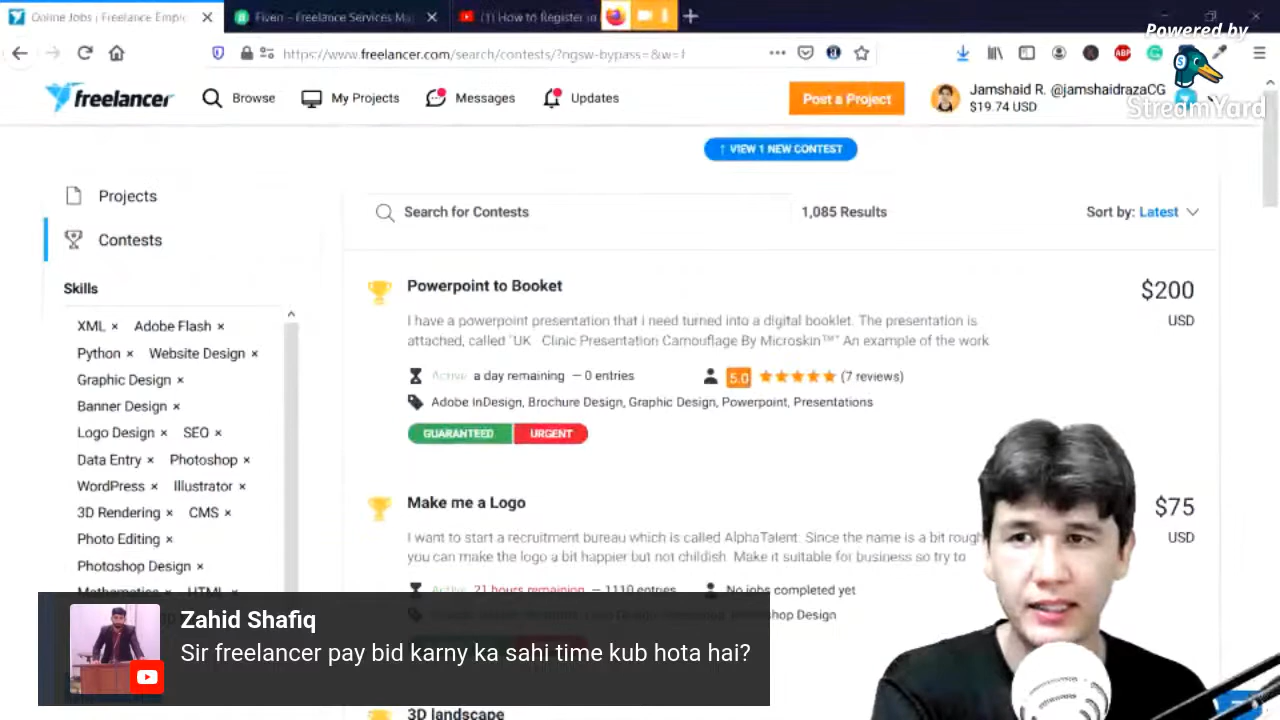 Online Jobs | Freelance Emplo
Fiverr - Freelance Services Ma
(1) How to Register in
https://www.freelancer.com/search/contests/?ngsw-bypass=&w=f
ABP
Powered by
StreamYard
freelancer
Browse
My Projects
Messages
Updates
Post a Project
Jamshaid R. @jamshaidrazaCG
$19.74 USD
↑ VIEW 1 NEW CONTEST
Projects
Contests
Skills
XML × Adobe Flash ×
Python × Website Design ×
Graphic Design ×
Banner Design ×
Logo Design × SEO ×
Data Entry × Photoshop ×
WordPress × Illustrator ×
3D Rendering × CMS ×
Photo Editing ×
Photoshop Design ×
Mathematics × HTML ×
Search for Contests
1,085 Results
Sort by: Latest
Powerpoint to Booket
$200
USD
I have a powerpoint presentation that i need turned into a digital booklet. The presentation is
attached, called "UK Clinic Presentation Camouflage By Microskin™" An example of the work
Active a day remaining — 0 entries
5.0 ★★★★★ (7 reviews)
Adobe InDesign, Brochure Design, Graphic Design, Powerpoint, Presentations
GUARANTEED URGENT
Make me a Logo
$75
USD
I want to start a recruitment bureau which is called AlphaTalent. Since the name is a bit rough
you can make the logo a bit happier but not childish. Make it suitable for business so try to
Active 21 hours remaining — 1110 entries
No jobs completed yet
Design
3D landscape
Zahid Shafiq
Sir freelancer pay bid karny ka sahi time kub hota hai?